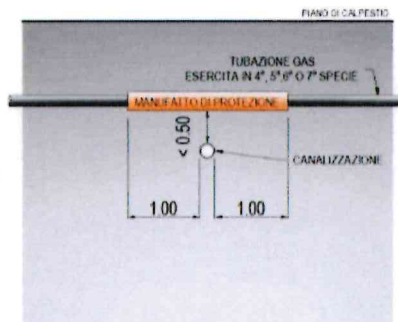 PIANO DI CALPESTIO
TUBAZIONE GAS
ESERCITA IN 4ª, 5ª,6ª O 7ª SPECIE
MANUFATTO DI PROTEZIONE
< 0.50
CANALIZZAZIONE
1.00
1.00